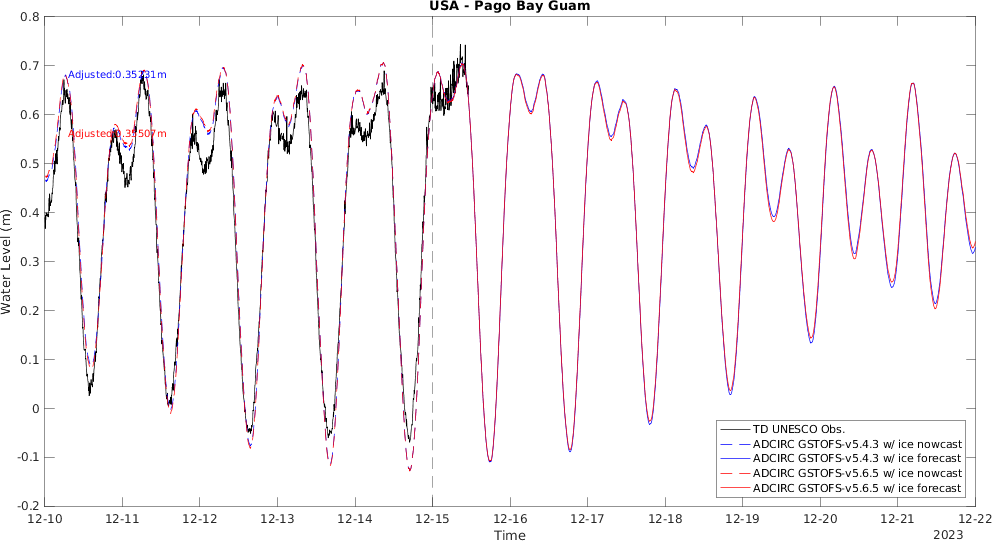 USA - Pago Bay Guam
0.8
0.7
0.6
0.5
0.4
0.3
0.2
0.1
0
-0.1
-0.2
Water Level (m)
Adjusted:0.35231m
Adjusted:0.35507m
TD UNESCO Obs.
ADCIRC GSTOFS-v5.4.3 w/ ice nowcast
ADCIRC GSTOFS-v5.4.3 w/ ice forecast
ADCIRC GSTOFS-v5.6.5 w/ ice nowcast
ADCIRC GSTOFS-v5.6.5 w/ ice forecast
12-10 12-11 12-12 12-13 12-14 12-15 12-16 12-17 12-18 12-19 12-20 12-21 12-22
Time
2023